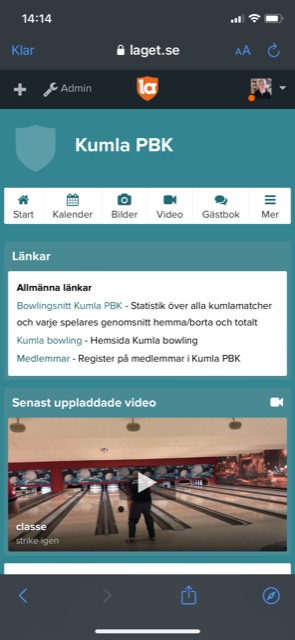 14:14
Klar
laget.se
AA
Admin
la
Kumla PBK
Start
Kalender
Bilder
Video
Gästbok
Mer
Länkar
Allmänna länkar
Bowlingsnitt Kumla PBK - Statistik över alla kumlamatcher
och varje spelares genomsnitt hemma/borta och totalt
Kumla bowling - Hemsida Kumla bowling
Medlemmar - Register på medlemmar i Kumla PBK
Senast uppladdade video
classe
strike igen